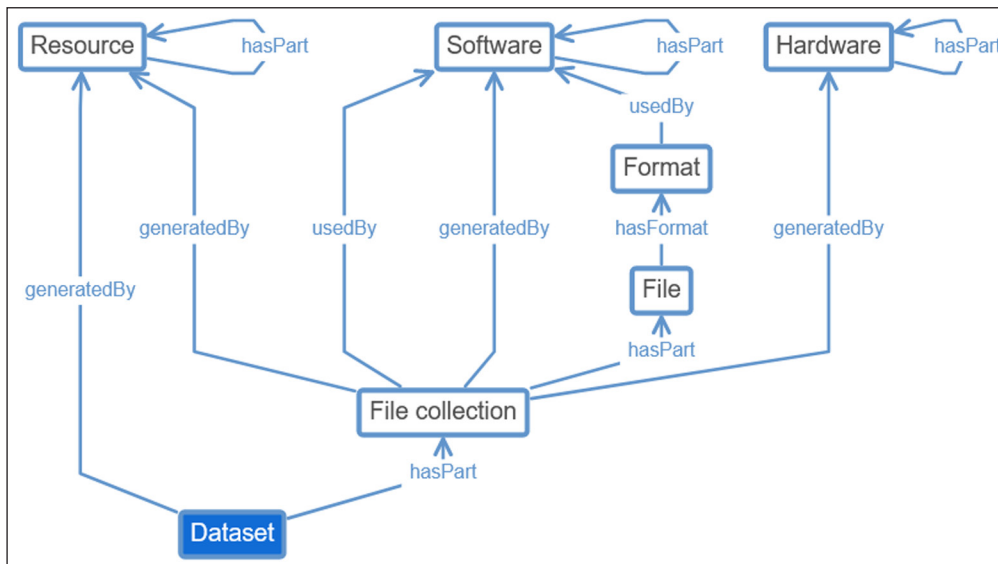 Resource
hasPart
Software
hasPart
Hardware
hasPart
usedBy
Format
generatedBy
usedBy
generatedBy
hasFormat
generatedBy
generatedBy
File
hasPart
File collection
hasPart
Dataset